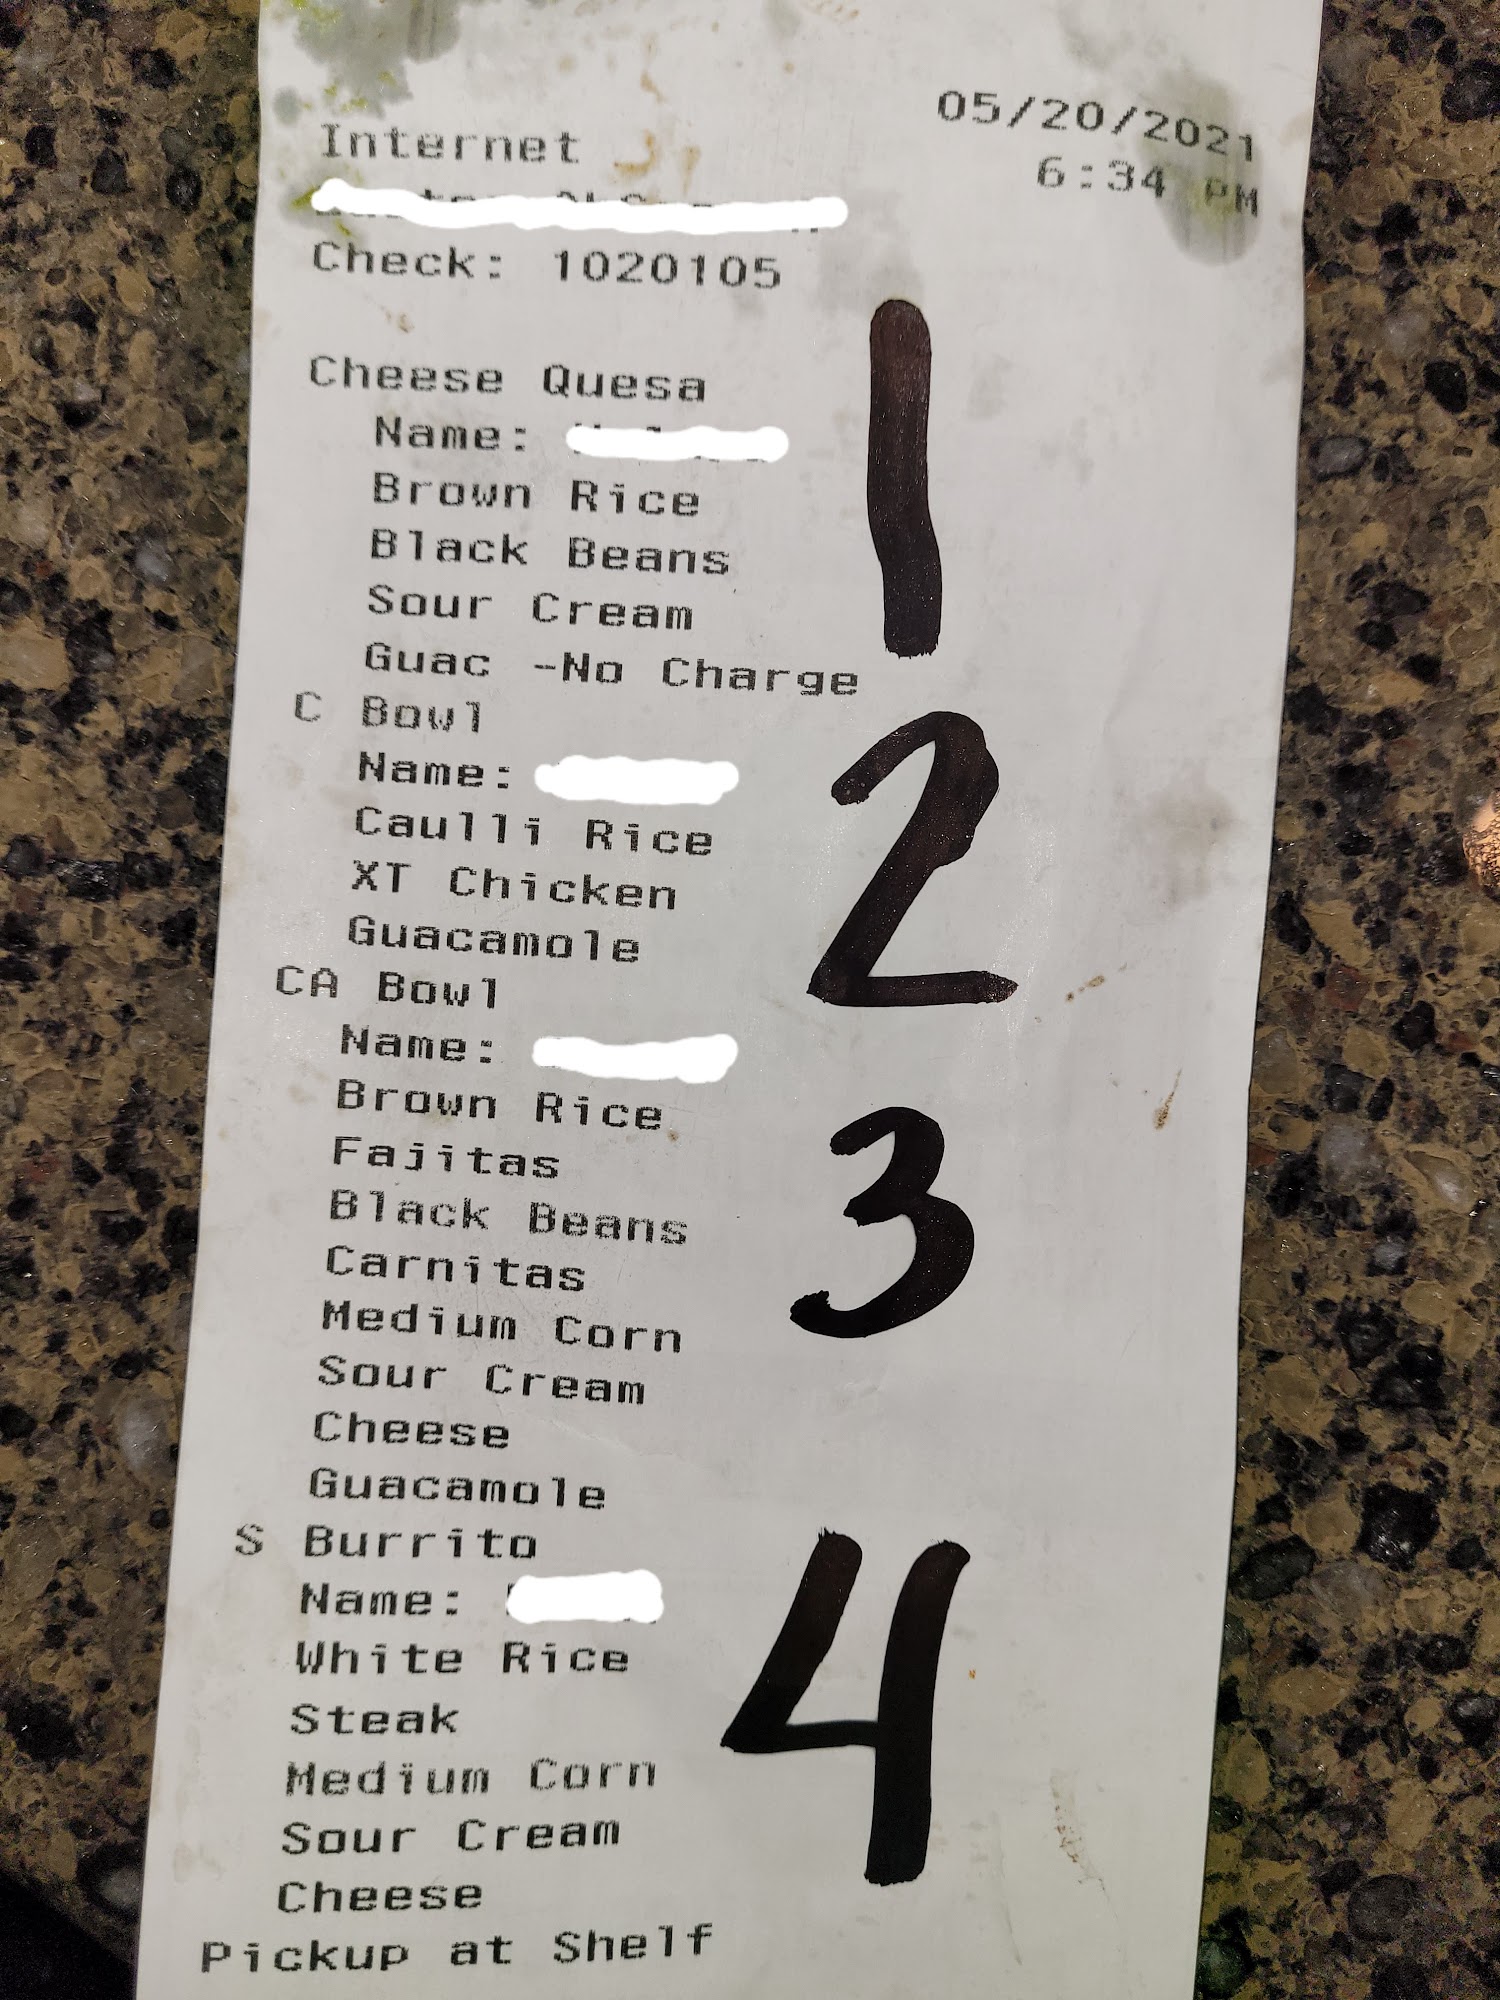 05/20/2021
Internet
6:34 PM
Check: 1020105
1
Cheese Quesa
Name:
Brown Rice
Black Beans
Sour Cream
Guac -No Charge
2
C Bowl
Name:
Caulli Rice
XT Chicken
Guacamole
3
CA Bowl
Name:
Brown Rice
Fajitas
Black Beans
Carnitas
Medium Corn
Sour Cream
Cheese
Guacamole
4
S Burrito
Name:
White Rice
Steak
Medium Corn
Sour Cream
Cheese
Pickup at Shelf